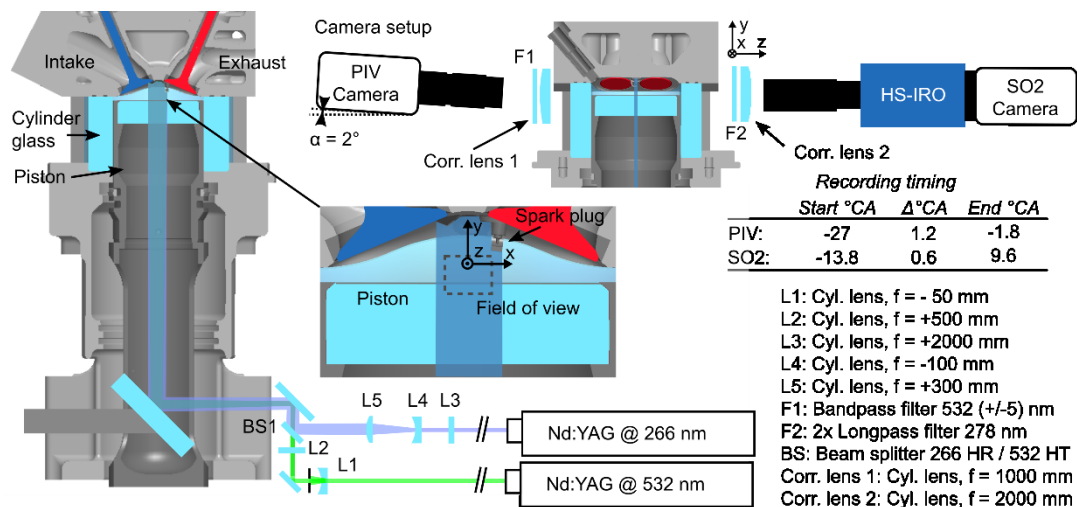 Intake
Exhaust
Cylinder
glass
Piston
Camera setup
PIV
Camera
α = 2°
F1
Corr. lens 1
y
x
z
F2
HS-IRO
SO2
Camera
Corr. lens 2
Recording timing
Start °CA Δ°CA End °CA
PIV: -27 1.2 -1.8
SO2: -13.8 0.6 9.6
Spark plug
y
z
x
Piston
Field of view
L1: Cyl. lens, f = - 50 mm
L2: Cyl. lens, f = +500 mm
L3: Cyl. lens, f = +2000 mm
L4: Cyl. lens, f = -100 mm
L5: Cyl. lens, f = +300 mm
F1: Bandpass filter 532 (+/-5) nm
F2: 2x Longpass filter 278 nm
BS: Beam splitter 266 HR / 532 HT
Corr. lens 1: Cyl. lens, f = 1000 mm
Corr. lens 2: Cyl. lens, f = 2000 mm
L5 L4 L3
BS1
Nd:YAG @ 266 nm
L2
L1
Nd:YAG @ 532 nm